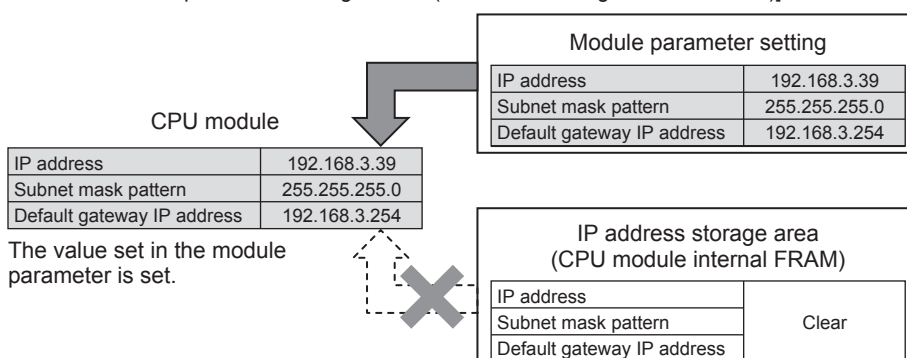 Module parameter setting
IP address 192.168.3.39
Subnet mask pattern 255.255.255.0
Default gateway IP address 192.168.3.254
CPU module
IP address 192.168.3.39
Subnet mask pattern 255.255.255.0
Default gateway IP address 192.168.3.254
The value set in the module
parameter is set.
IP address storage area
(CPU module internal FRAM)
IP address
Subnet mask pattern Clear
Default gateway IP address